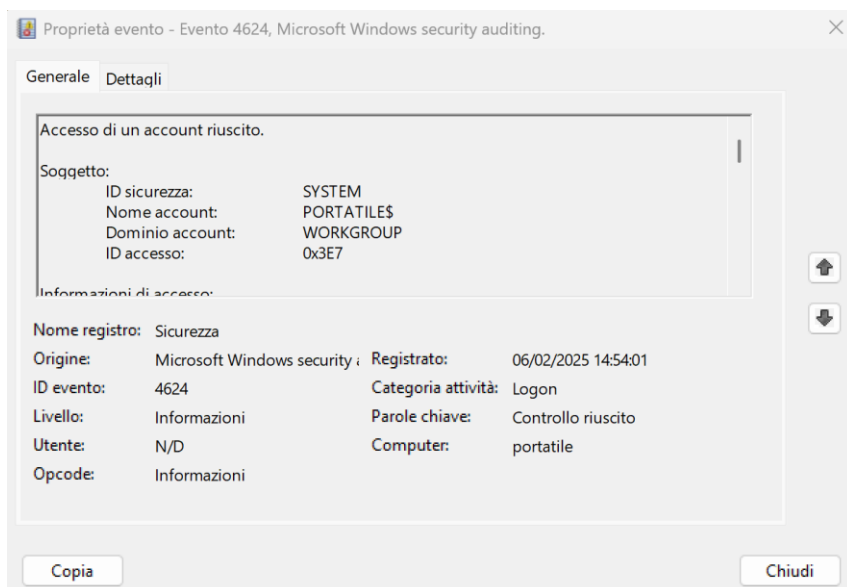 Proprietà evento - Evento 4624, Microsoft Windows security auditing.
Generale Dettagli
Accesso di un account riuscito.
Soggetto:
ID sicurezza: SYSTEM
Nome account: PORTATILE$
Dominio account: WORKGROUP
ID accesso: 0x3E7
Informazioni di accesso:
Nome registro: Sicurezza
Origine: Microsoft Windows security Registrato: 06/02/2025 14:54:01
ID evento: 4624 Categoria attività: Logon
Livello: Informazioni Parole chiave: Controllo riuscito
Utente: N/D Computer: portatile
Opcode: Informazioni
Copia Chiudi